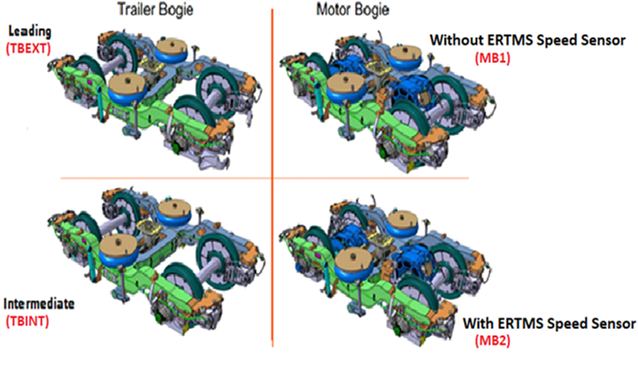 Trailer Bogie
Motor Bogie
Leading
(TBEXT)
Without ERTMS Speed Sensor
(MB1)
Intermediate
(TBINT)
With ERTMS Speed Sensor
(MB2)